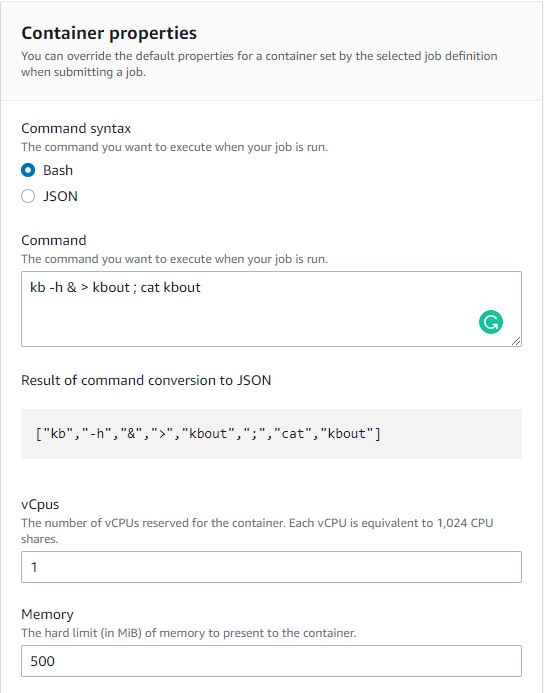 Container properties
You can override the default properties for a container set by the selected job definition
when submitting a job.
Command syntax
The command you want to execute when your job is run.
Bash
JSON
Command
The command you want to execute when your job is run.
kb -h & > kbout ; cat kbout
Result of command conversion to JSON
["kb","-h","&",">","kbout",";","cat","kbout"]
vCpus
The number of vCPUs reserved for the container. Each vCPU is equivalent to 1,024 CPU
shares.
1
Memory
The hard limit (in MiB) of memory to present to the container.
500